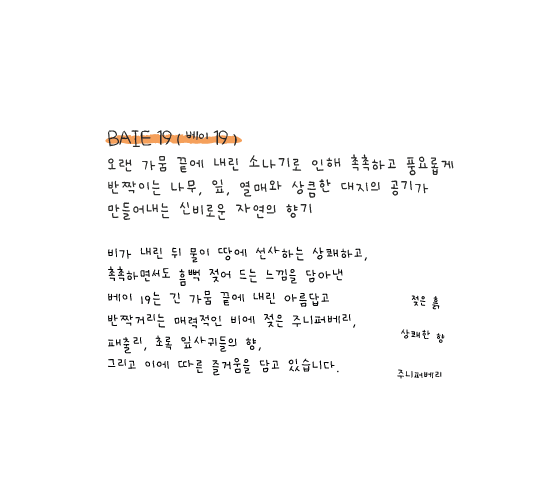 BAIE 19 ( 베이 19 )
오랜 가뭄 끝에 내린 소나기로 인해 촉촉하고 풍요롭게
반짝이는 나무, 잎, 열매와 상큼한 대지의 공기가
만들어내는 신비로운 자연의 향기
비가 내린 뒤 물이 땅에 선사하는 상쾌하고,
촉촉하면서도 흠뻑 젖어 드는 느낌을 담아낸
베이 19는 긴 가뭄 끝에 내린 아름답고
반짝거리는 매력적인 비에 젖은 주니퍼베리,
패출리, 초록 잎사귀들의 향,
그리고 이에 따른 즐거움을 담고 있습니다.
젖은 흙
상쾌한 향
주니퍼베리